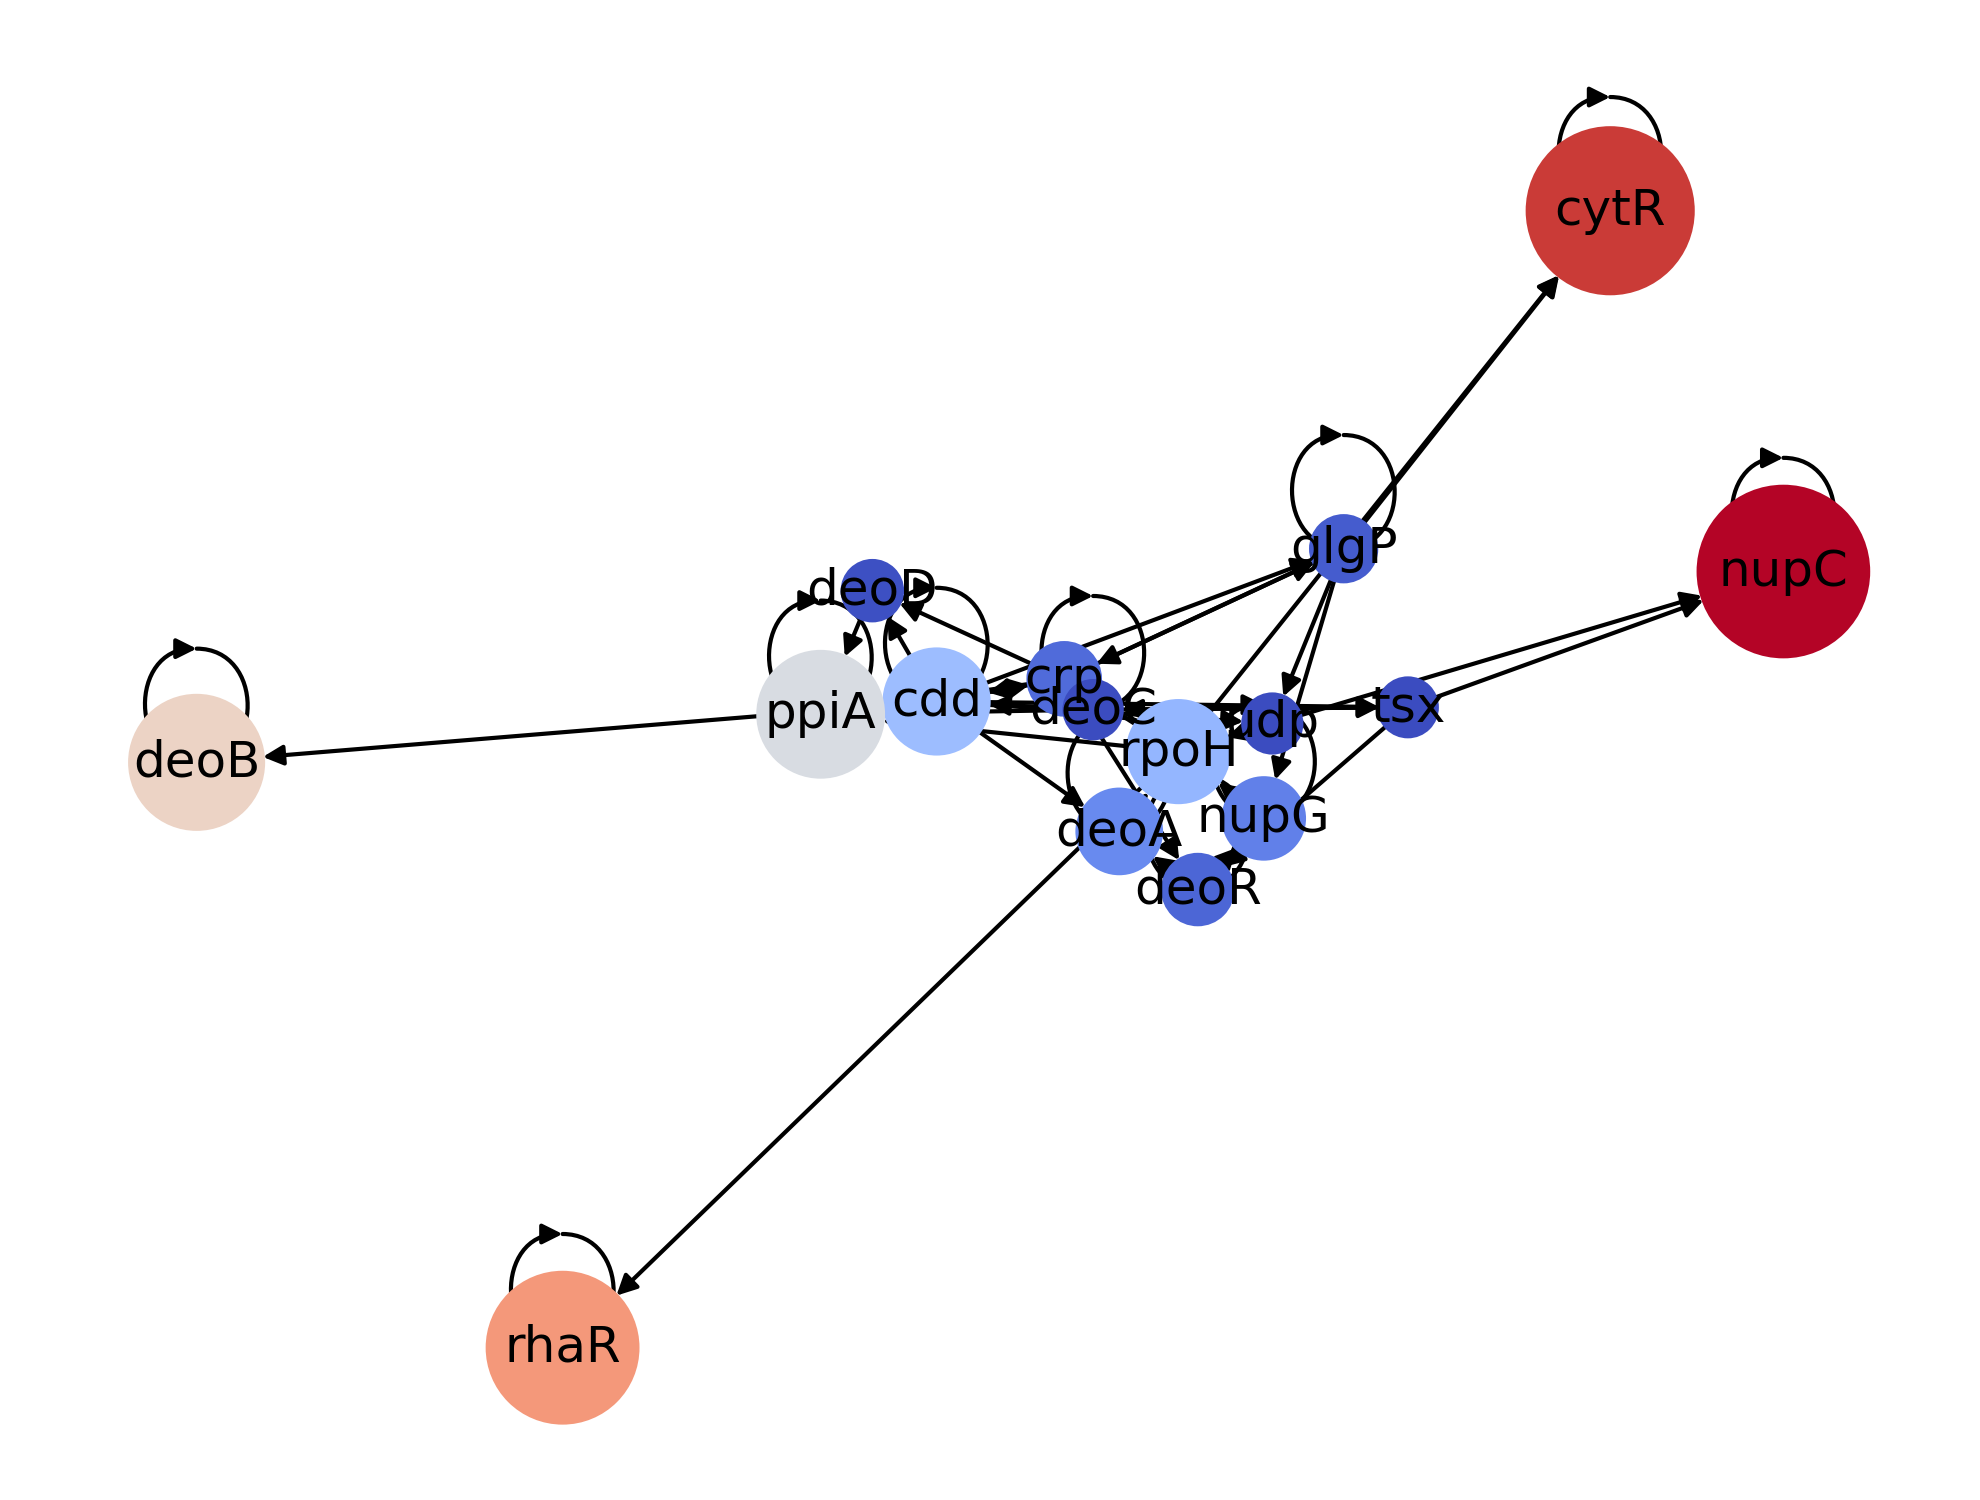 cytR
glgP
nupC
deoD
crp
cdd
deoC
tsx
ppiA
udp
rpoH
deoB
nupG
deoA
deoR
rhaR